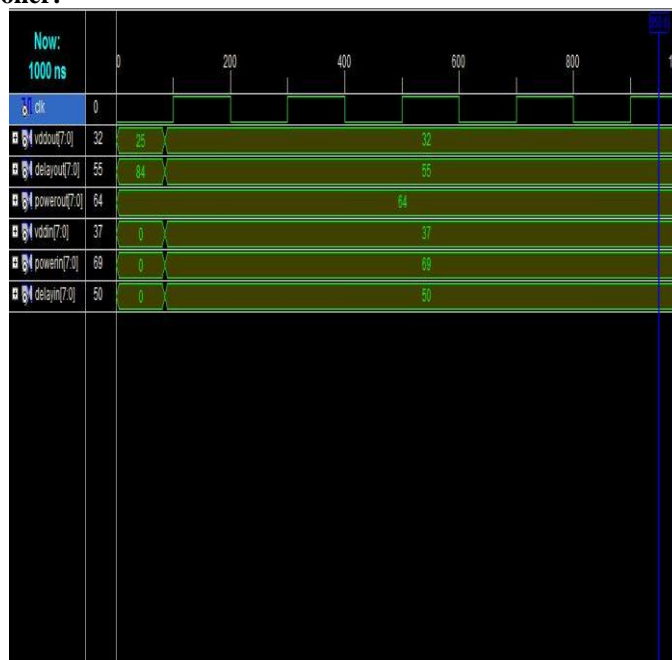 Now:
1000 ns
0 200 400 600 800 1
clk 0
vddout[7:0] 32 25 32
delayout[7:0] 55 84 55
powerout[7:0] 64 64
vddin[7:0] 37 0 37
powerin[7:0] 69 0 69
delayin[7:0] 50 0 50